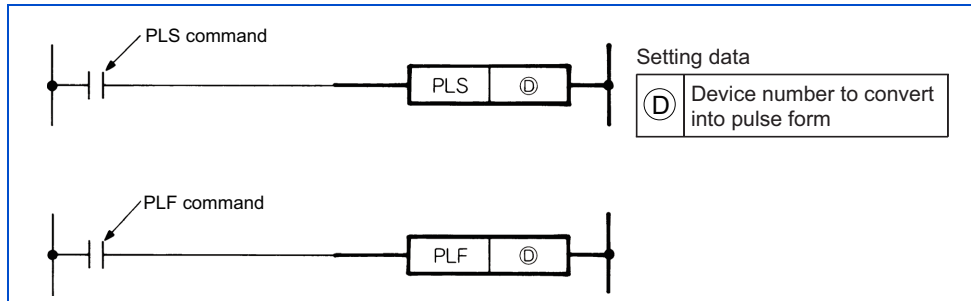 PLS command
PLS Ⓓ
Setting data
Ⓓ Device number to convert
into pulse form
PLF command
PLF Ⓓ